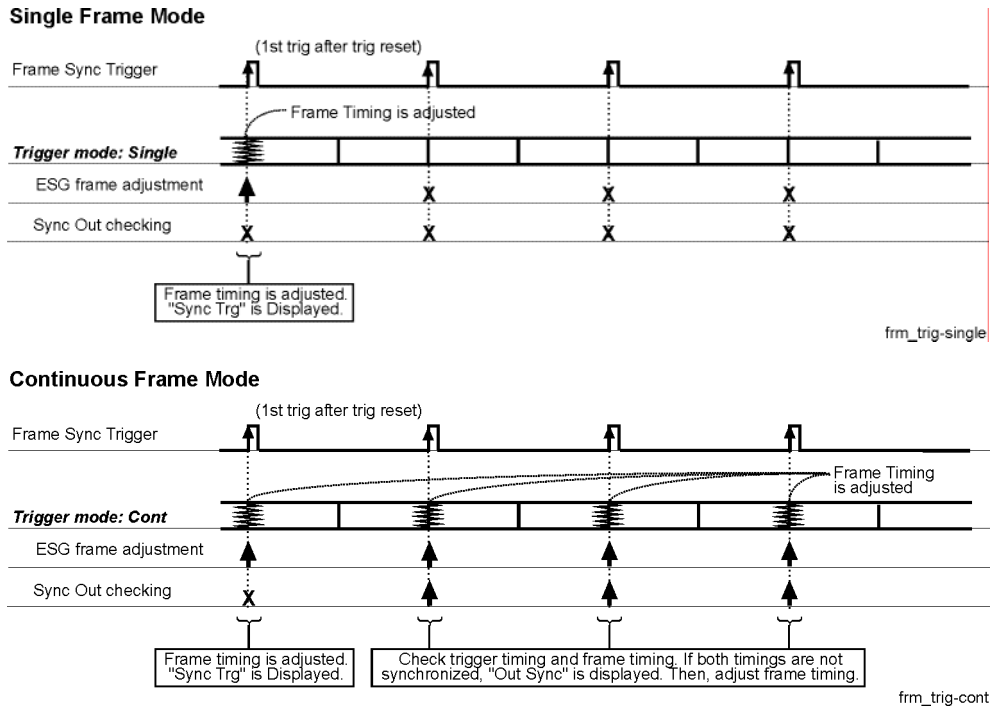 Single Frame Mode
(1st trig after trig reset)
Frame Sync Trigger
Frame Timing is adjusted
Trigger mode: Single
ESG frame adjustment
X X X
Sync Out checking
X X X X
Frame timing is adjusted.
"Sync Trg" is Displayed.
frm_trig-single
Continuous Frame Mode
(1st trig after trig reset)
Frame Sync Trigger
Frame Timing
is adjusted
Trigger mode: Cont
ESG frame adjustment
Sync Out checking
X
Frame timing is adjusted.
"Sync Trg" is Displayed.
Check trigger timing and frame timing. If both timings are not
synchronized, "Out Sync" is displayed. Then, adjust frame timing.
frm_trig-cont